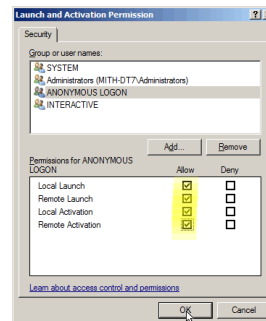 Launch and Activation Permission
Security
Group or user names:
SYSTEM
Administrators (MITH-DT7\Administrators)
ANONYMOUS LOGON
INTERACTIVE
Add... Remove
Permissions for ANONYMOUS
LOGON Allow Deny
Local Launch
Remote Launch
Local Activation
Remote Activation
Learn about access control and permissions
OK Cancel